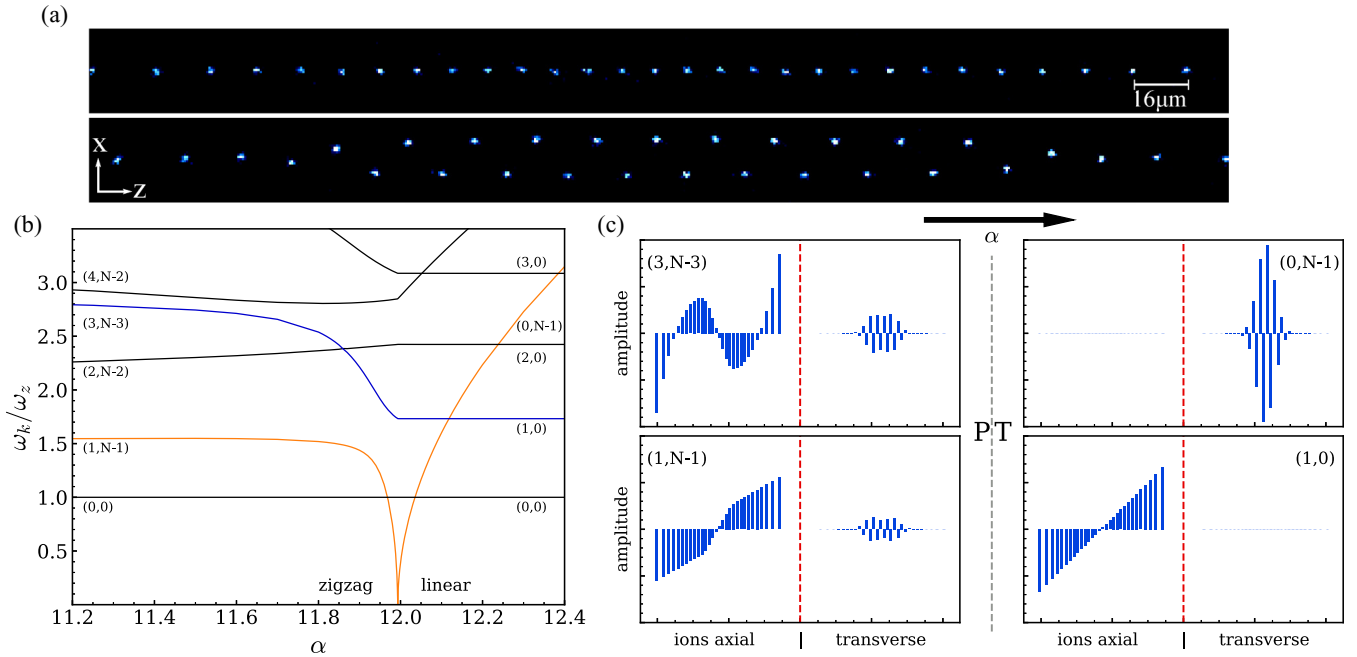 (a)
16μm
X
Z
(b)
ω_k/ω_z
3.0
2.5
2.0
1.5
1.0
0.5
(4,N-2)
(3,N-3)
(2,N-2)
(1,N-1)
(0,0)
(3,0)
(0,N-1)
(2,0)
(1,0)
(0,0)
zigzag
linear
11.2 11.4 11.6 11.8 12.0 12.2 12.4
α
(c)
α
PT
(3,N-3)
amplitude
(0,N-1)
(1,N-1)
amplitude
(1,0)
ions axial | transverse
ions axial | transverse